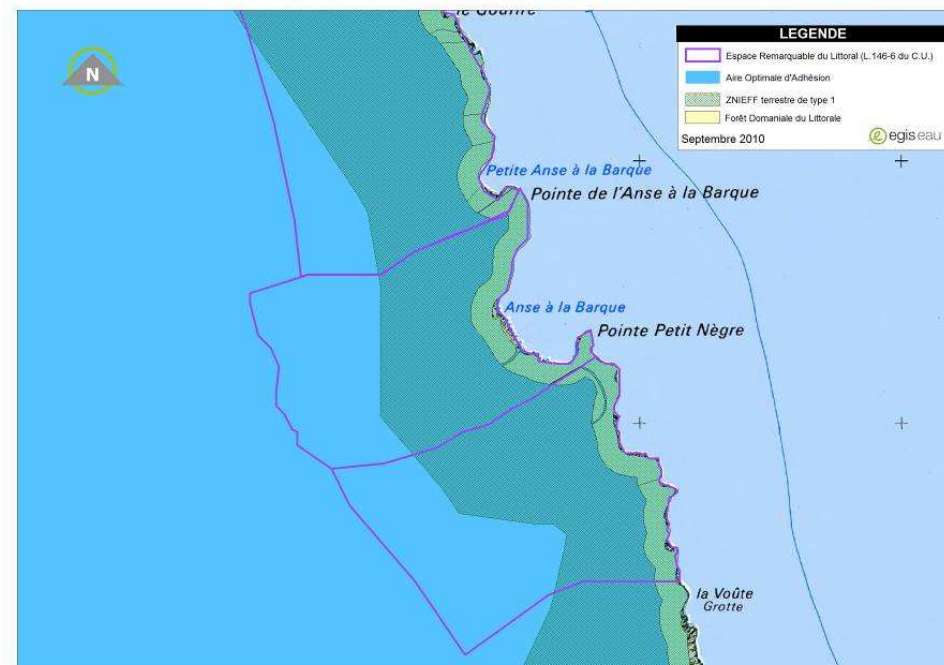 le Gouffre
LEGENDE
Espace Remarquable du Littoral (L.146-6 du C.U.)
Aire Optimale d'Adhésion
ZNIEFF terrestre de type 1
Forêt Domaniale du Littorale
Septembre 2010
egis eau
N
Petite Anse à la Barque
Pointe de l'Anse à la Barque
Anse à la Barque
Pointe Petit Nègre
la Voûte
Grotte